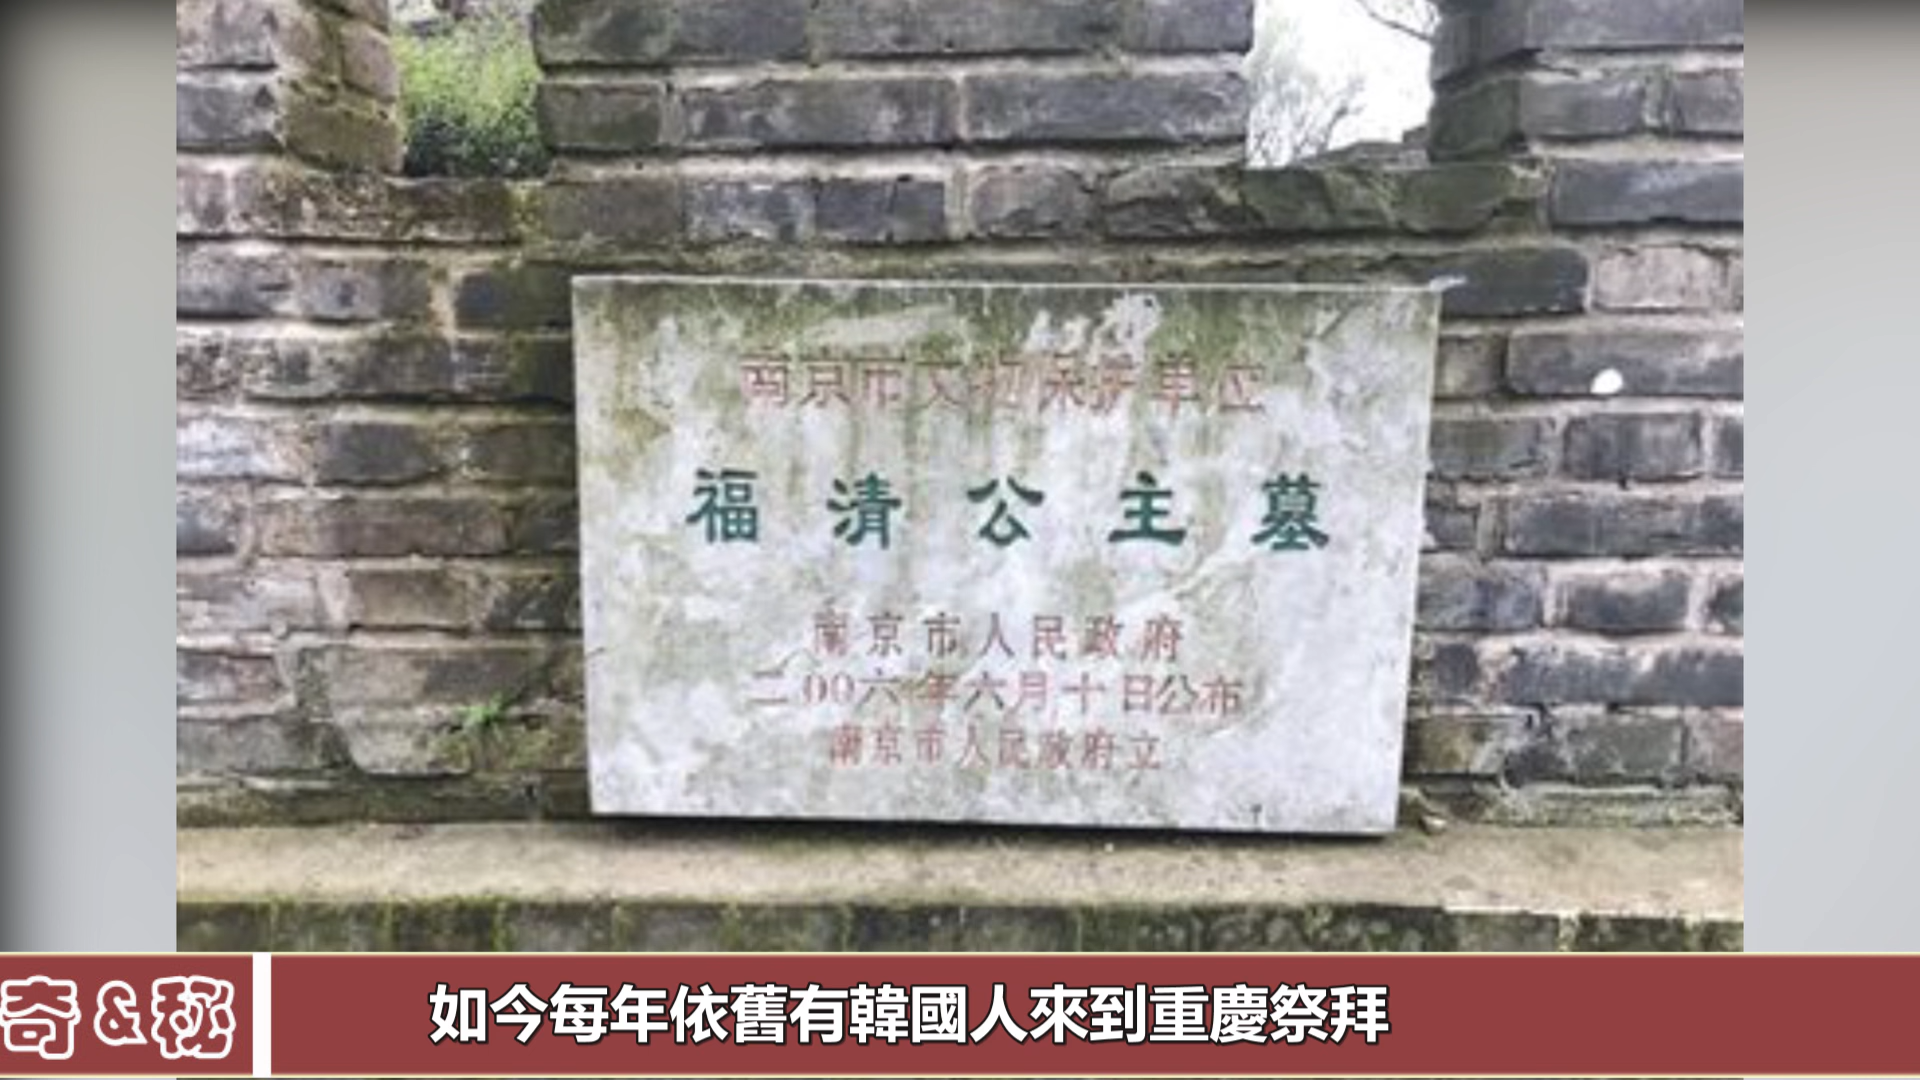 南京市文物保护单位
福清公主墓
南京市人民政府
二00六年六月十日公布
南京市人民政府立
奇&秘
如今每年依舊有韓國人來到重慶祭拜